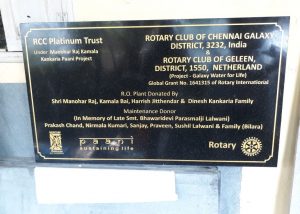 RCC Platinum Trust
Under Manohar Raj Kamala
Kankaria Paani Project
ROTARY CLUB OF CHENNAI GALAXY
DISTRICT, 3232, India
&
ROTARY CLUB OF GELEEN,
DISTRICT, 1550, NETHERLAND
(Project - Galaxy Water for Life)
Global Grant No. 1641315 of Rotary International
R.O. Plant Donated By
Shri Manohar Raj, Kamala Bai, Harrish Jitthendar & Dinesh Kankaria Family
Maintenance Donor
(In Memory of Late Smt. Bhawaridevi Parasmalji Lalwani)
Prakash Chand, Nirmala Kumari, Sanjay, Praveen, Sushil Lalwani & Family (Bilara)
paani
sustaining life
Rotary